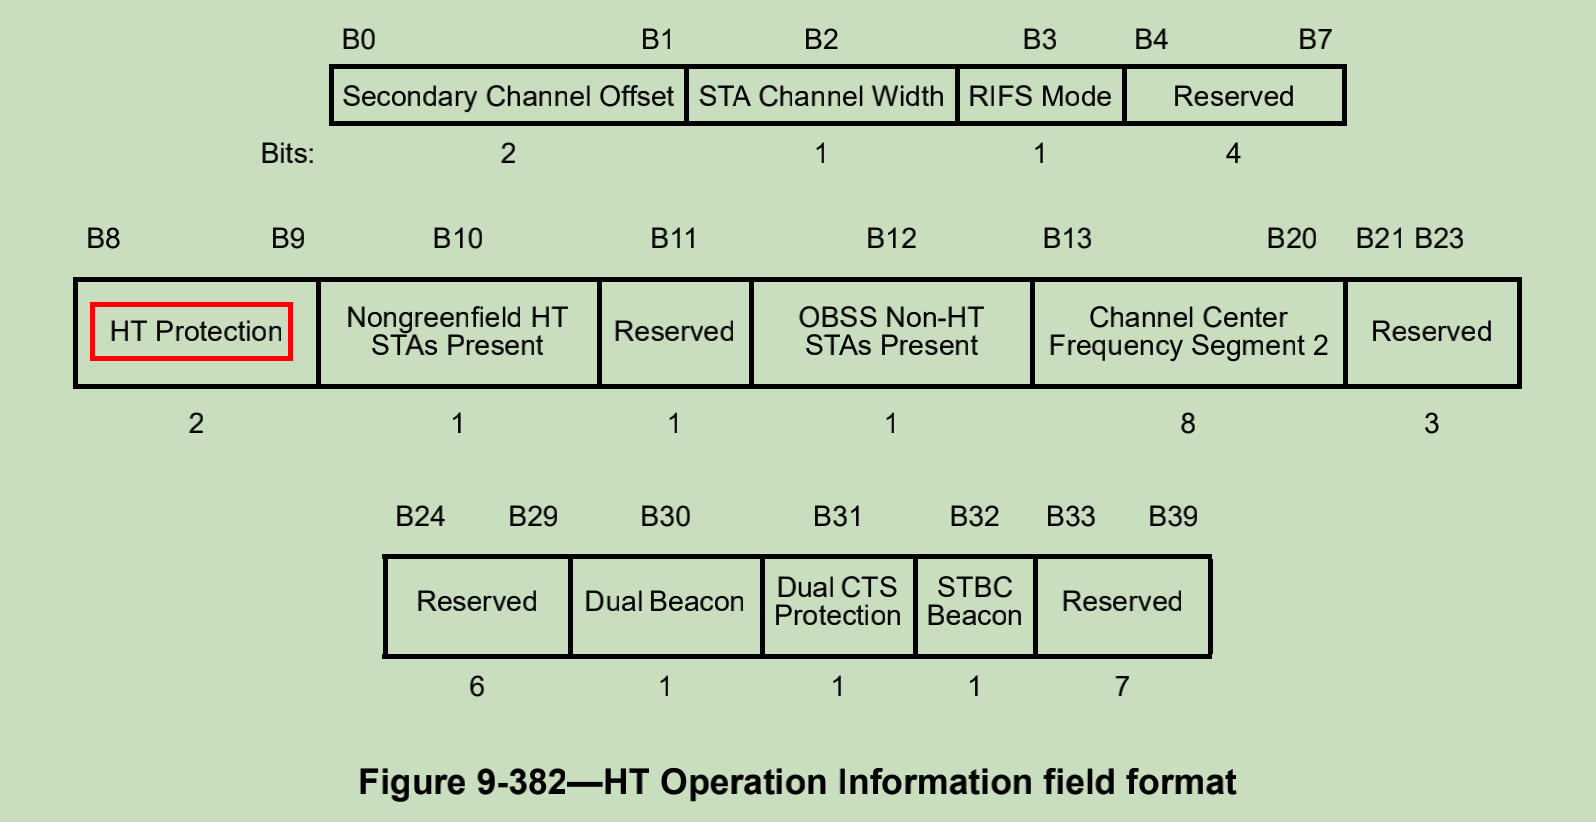 B0 B1 B2 B3 B4 B7
Secondary Channel Offset STA Channel Width RIFS Mode Reserved
Bits: 2 1 1 4
B8 B9 B10 B11 B12 B13 B20 B21 B23
HT Protection Nongreenfield HT STAs Present Reserved OBSS Non-HT STAs Present Channel Center Frequency Segment 2 Reserved
2 1 1 1 8 3
B24 B29 B30 B31 B32 B33 B39
Reserved Dual Beacon Dual CTS Protection STBC Beacon Reserved
6 1 1 1 7
Figure 9-382—HT Operation Information field format